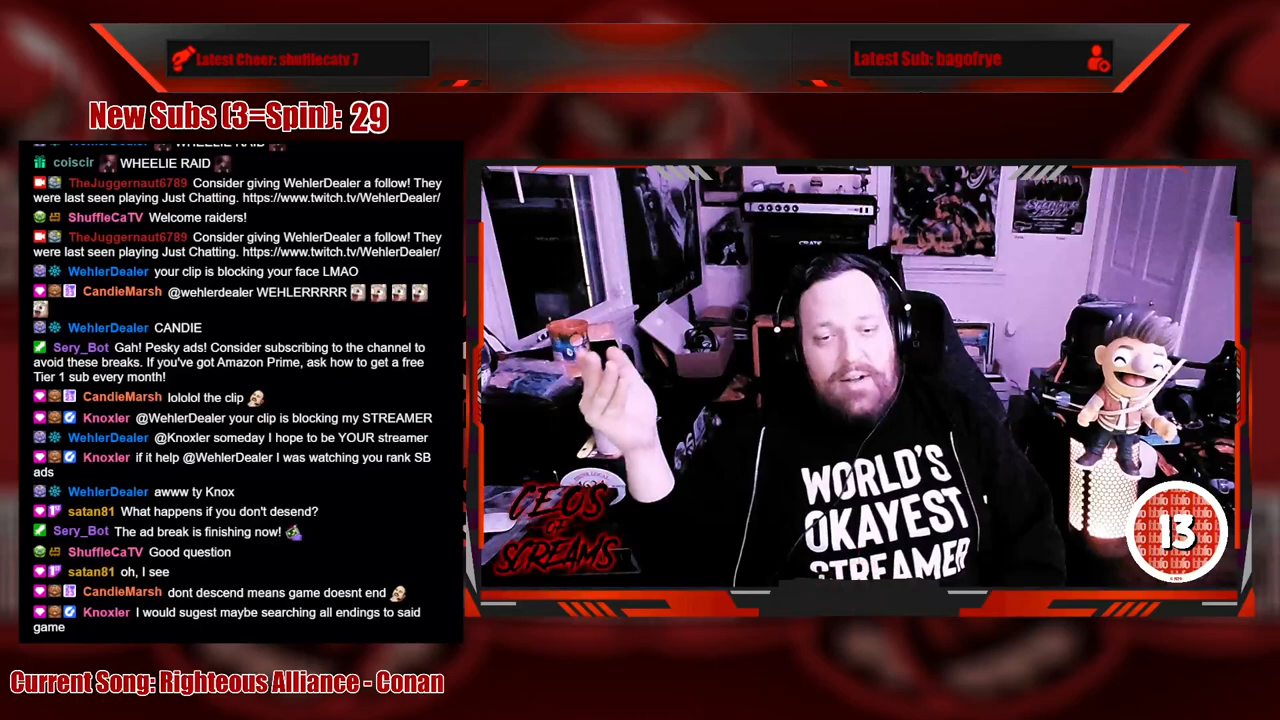 Latest Cheer: shufflecatv 7
Latest Sub: bagofrye
New Subs (3=Spin): 29
coiscir WHEELIE RAID
TheJuggernaut6789 Consider giving WehlerDealer a follow! They
were last seen playing Just Chatting. https://www.twitch.tv/WehlerDealer/
ShuffleCaTV Welcome raiders!
TheJuggernaut6789 Consider giving WehlerDealer a follow! They
were last seen playing Just Chatting. https://www.twitch.tv/WehlerDealer/
WehlerDealer your clip is blocking your face LMAO
CandieMarsh @wehlerdealer WEHLERRRRR
WehlerDealer CANDIE
Sery_Bot Gah! Pesky ads! Consider subscribing to the channel to
avoid these breaks. If you've got Amazon Prime, ask how to get a free
Tier 1 sub every month!
CandieMarsh lololol the clip
Knoxler @WehlerDealer your clip is blocking my STREAMER
WehlerDealer @Knoxler someday I hope to be YOUR streamer
Knoxler if it help @WehlerDealer I was watching you rank SB
ads
WehlerDealer awww ty Knox
satan81 What happens if you don't desend?
Sery_Bot The ad break is finishing now!
ShuffleCaTV Good question
satan81 oh, I see
CandieMarsh dont descend means game doesnt end
Knoxler I would sugest maybe searching all endings to said
game
Current Song: Righteous Alliance - Conan
CRATE
WORLD'S
OKAYEST
STREAMER
CEOS
OF
SCREAMS
13